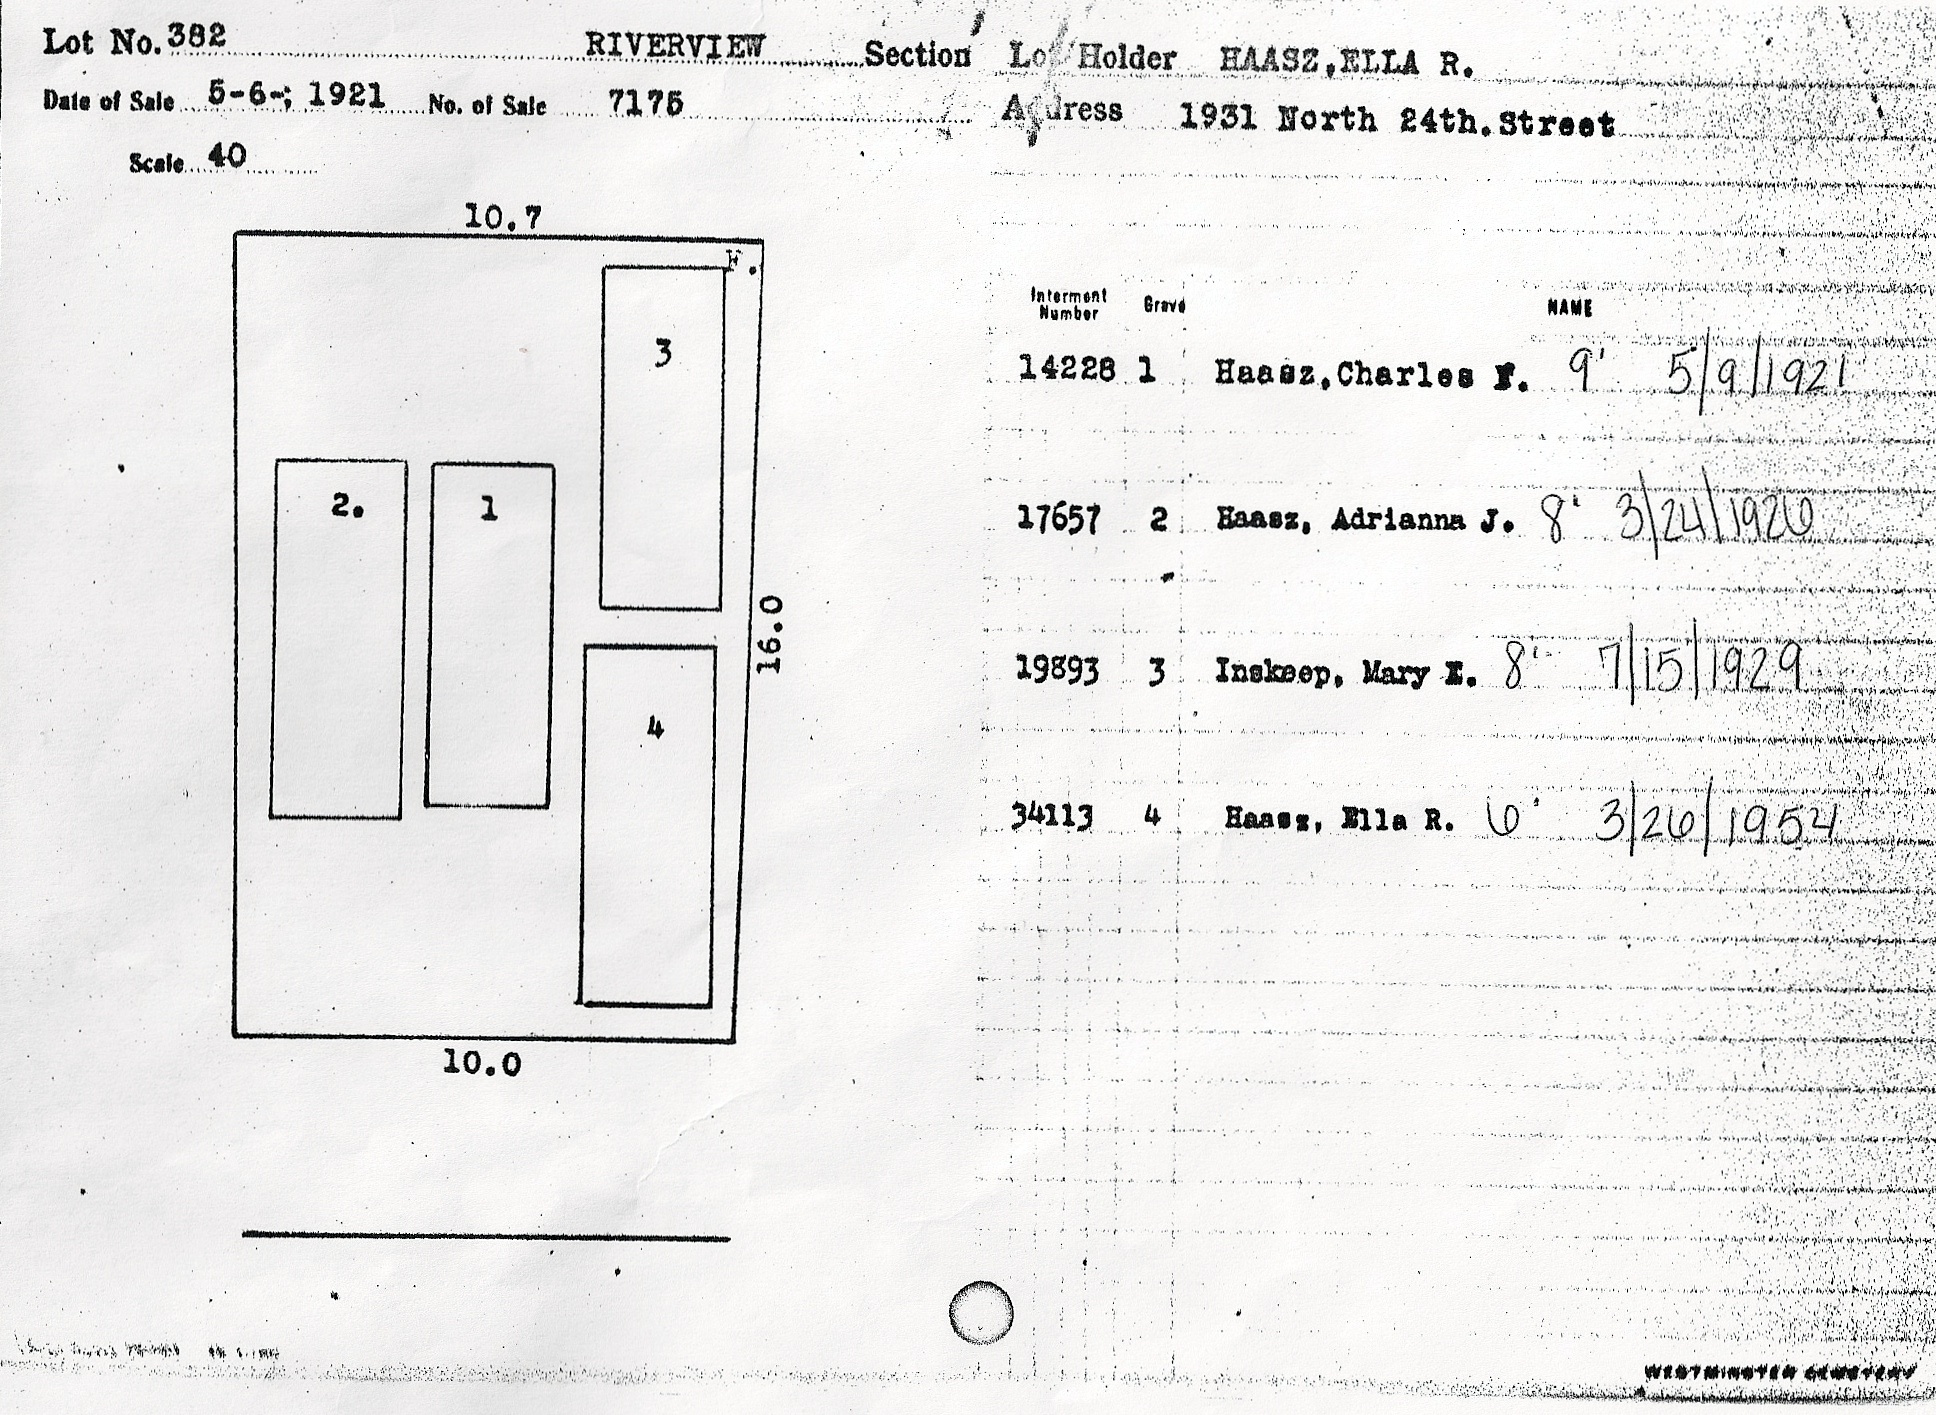 Lot No. 382 RIVERVIEW Section
Date of Sale 5-6-; 1921 No. of Sale 7175
Scale 40
10.7
F.
3
2.
1
16.0
4
10.0
Lot Holder HAASZ, ELLA R.
Address 1931 North 24th. Street
Interment Number Grave NAME
14228 1 Haasz, Charles F. 9' 5/9/1921
17657 2 Haasz, Adrianna J. 8' 3/24/1926
19893 3 Inskeep, Mary E. 8' 7/15/1929
34113 4 Haasz, Ella R. 6' 3/26/1954
WESTMINSTER CEMETERY